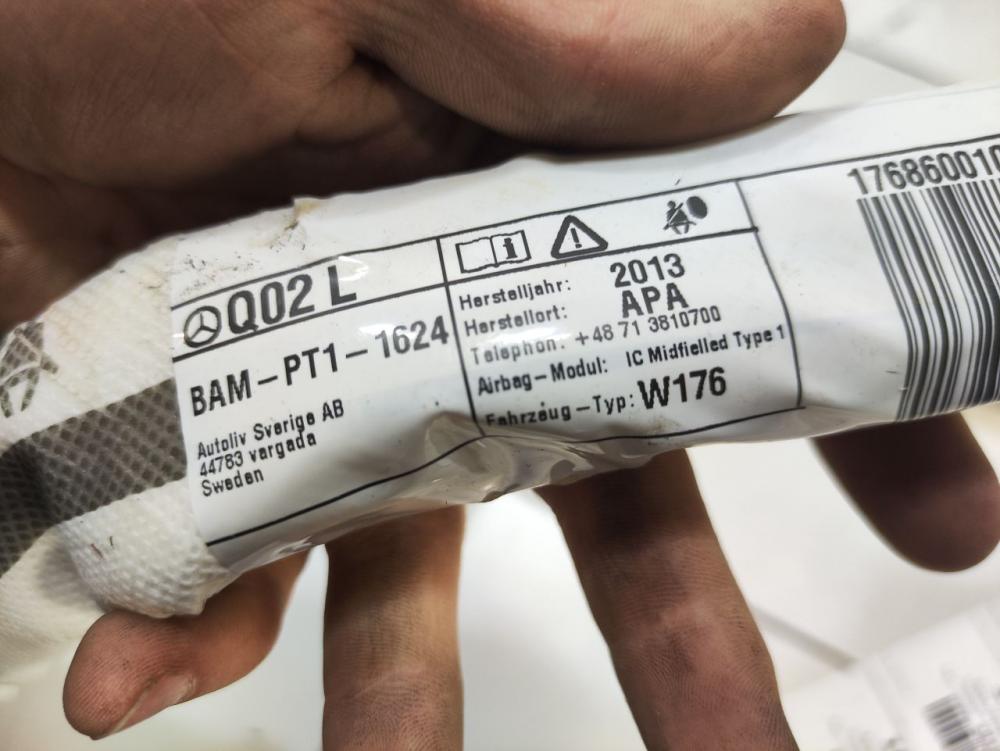 Q02 L
BAM-PT1-1624
Autoliv Sverige AB
44783 vargada
Sweden
Herstelljahr: 2013
Herstellort: APA
Telephon: +48 71 3810700
Airbag-Modul: IC Midfielled Type 1
Fahrzeug-Typ: W176
176860010